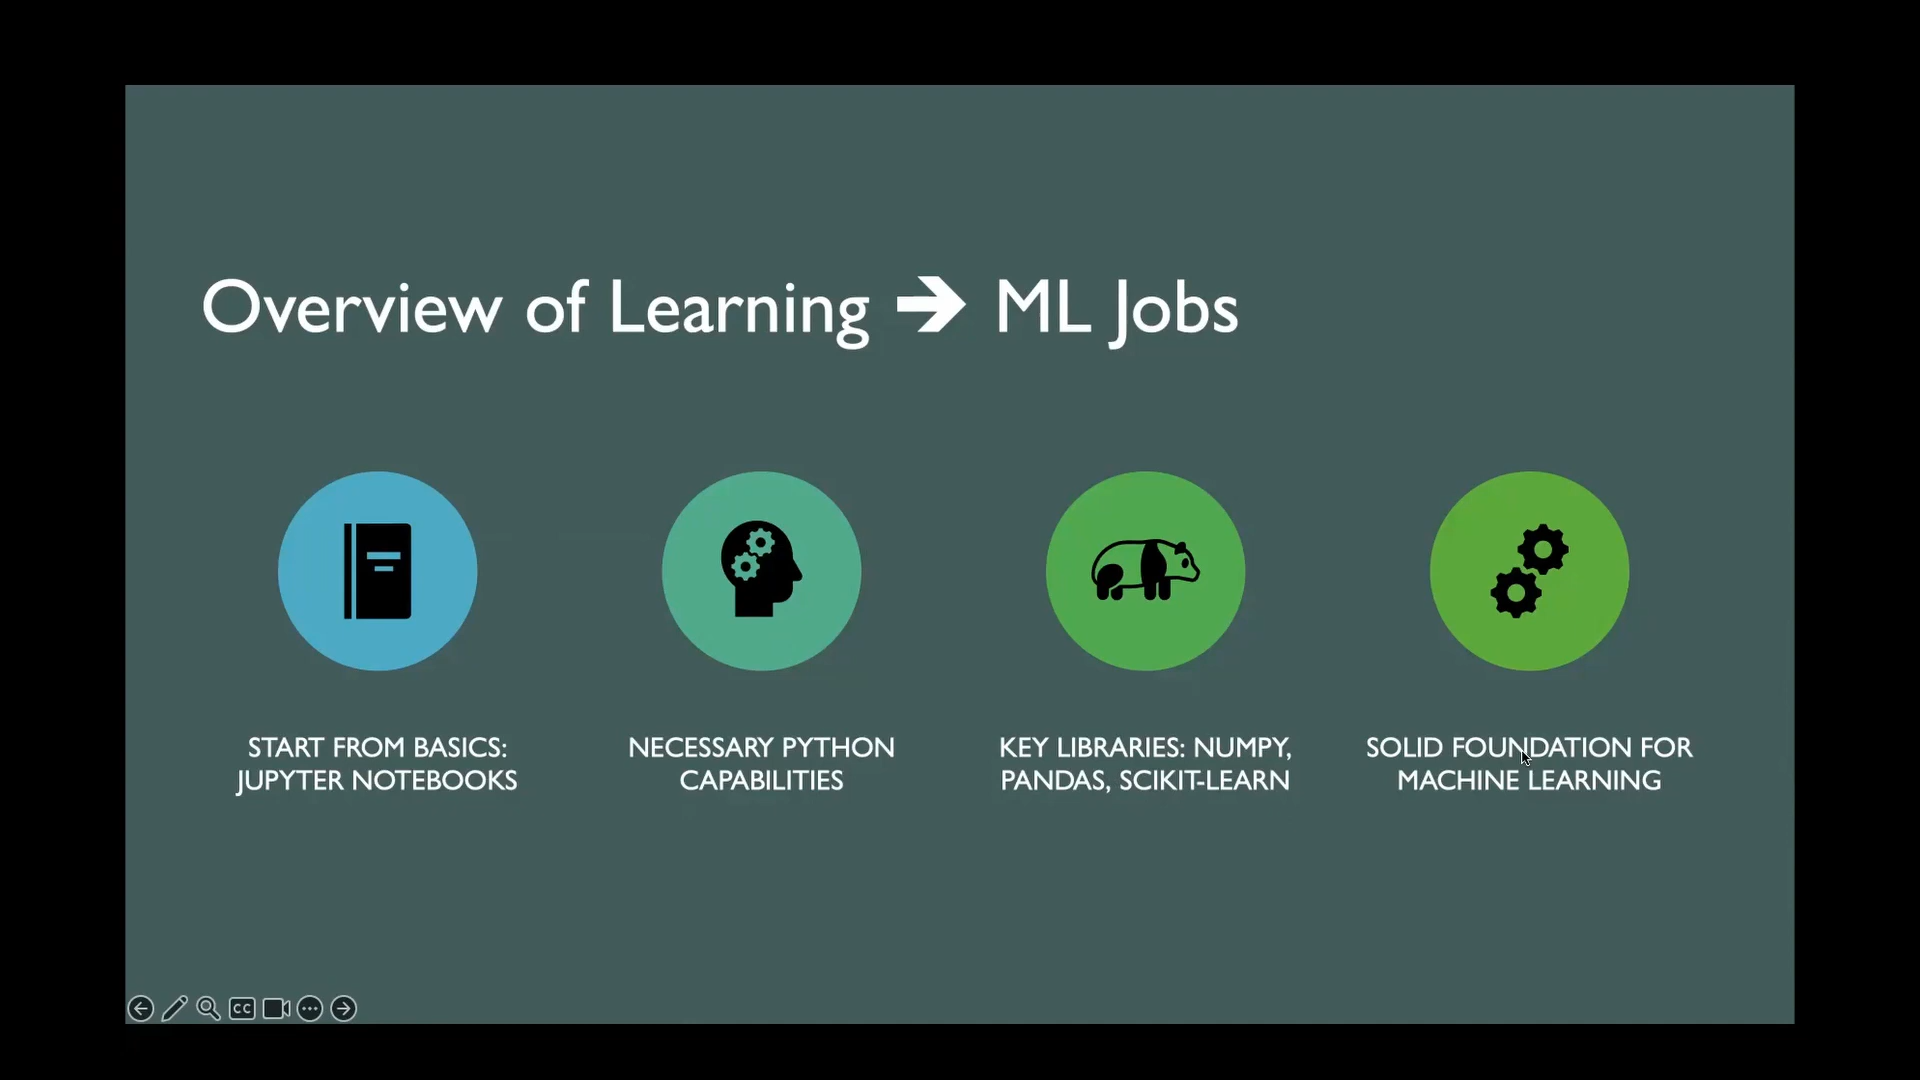 Overview of Learning → ML Jobs
START FROM BASICS:
JUPYTER NOTEBOOKS
NECESSARY PYTHON
CAPABILITIES
KEY LIBRARIES: NUMPY,
PANDAS, SCIKIT-LEARN
SOLID FOUNDATION FOR
MACHINE LEARNING
CC